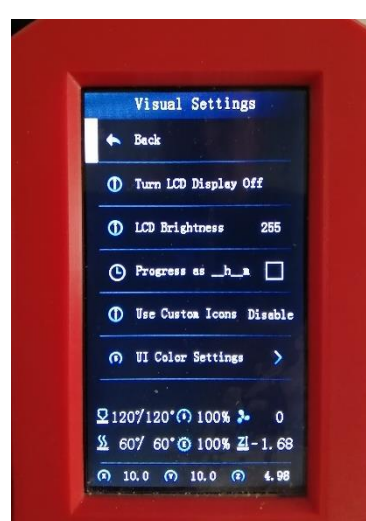 Visual Settings
Back
Turn LCD Display Off
LCD Brightness 255
Progress as __h__m
Use Custom Icons Disable
UI Color Settings >
120°/120° 100% 0
60°/ 60° 100% Z -1.68
X 10.0 Y 10.0 Z 4.98